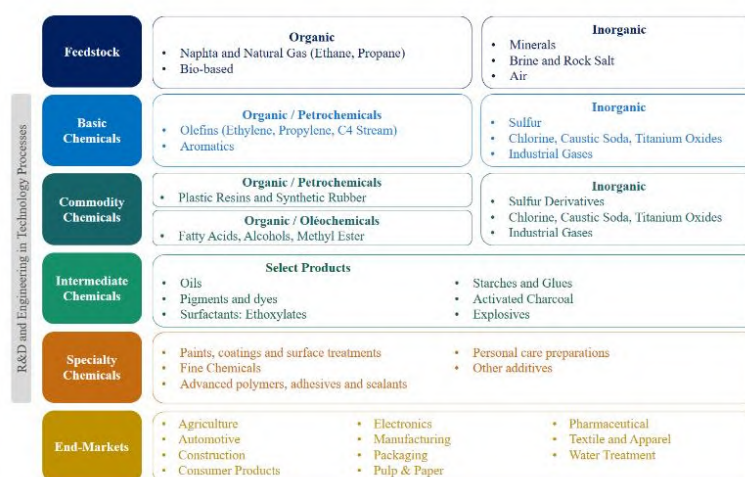 R&D and Engineering in Technology Processes
Feedstock
Organic
• Naphta and Natural Gas (Ethane, Propane)
• Bio-based
Inorganic
• Minerals
• Brine and Rock Salt
• Air
Basic
Chemicals
Organic / Petrochemicals
• Olefins (Ethylene, Propylene, C4 Stream)
• Aromatics
Inorganic
• Sulfur
• Chlorine, Caustic Soda, Titanium Oxides
• Industrial Gases
Commodity
Chemicals
Organic / Petrochemicals
• Plastic Resins and Synthetic Rubber
Organic / Oleochemicals
• Fatty Acids, Alcohols, Methyl Ester
Inorganic
• Sulfur Derivatives
• Chlorine, Caustic Soda, Titanium Oxides
• Industrial Gases
Intermediate
Chemicals
Select Products
• Oils
• Pigments and dyes
• Surfactants: Ethoxylates
• Starches and Glues
• Activated Charcoal
• Explosives
Specialty
Chemicals
• Paints, coatings and surface treatments
• Fine Chemicals
• Advanced polymers, adhesives and sealants
• Personal care preparations
• Other additives
End-Markets
• Agriculture
• Automotive
• Construction
• Consumer Products
• Electronics
• Manufacturing
• Packaging
• Pulp & Paper
• Pharmaceutical
• Textile and Apparel
• Water Treatment